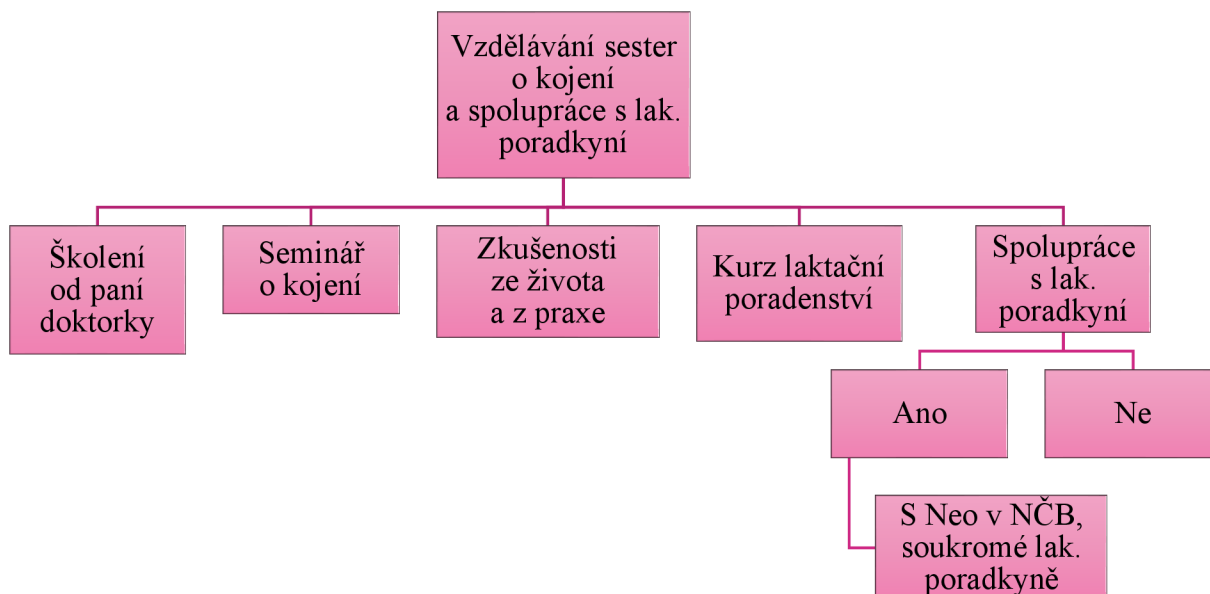 Vzdělávání sester
o kojení
a spolupráce s lak.
poradkyní
Školení
od paní
doktorky
Seminář
o kojení
Zkušenosti
ze života
a z praxe
Kurz laktační
poradenství
Spolupráce
s lak.
poradkyní
Ano
Ne
S Neo v NČB,
soukromé lak.
poradkyně